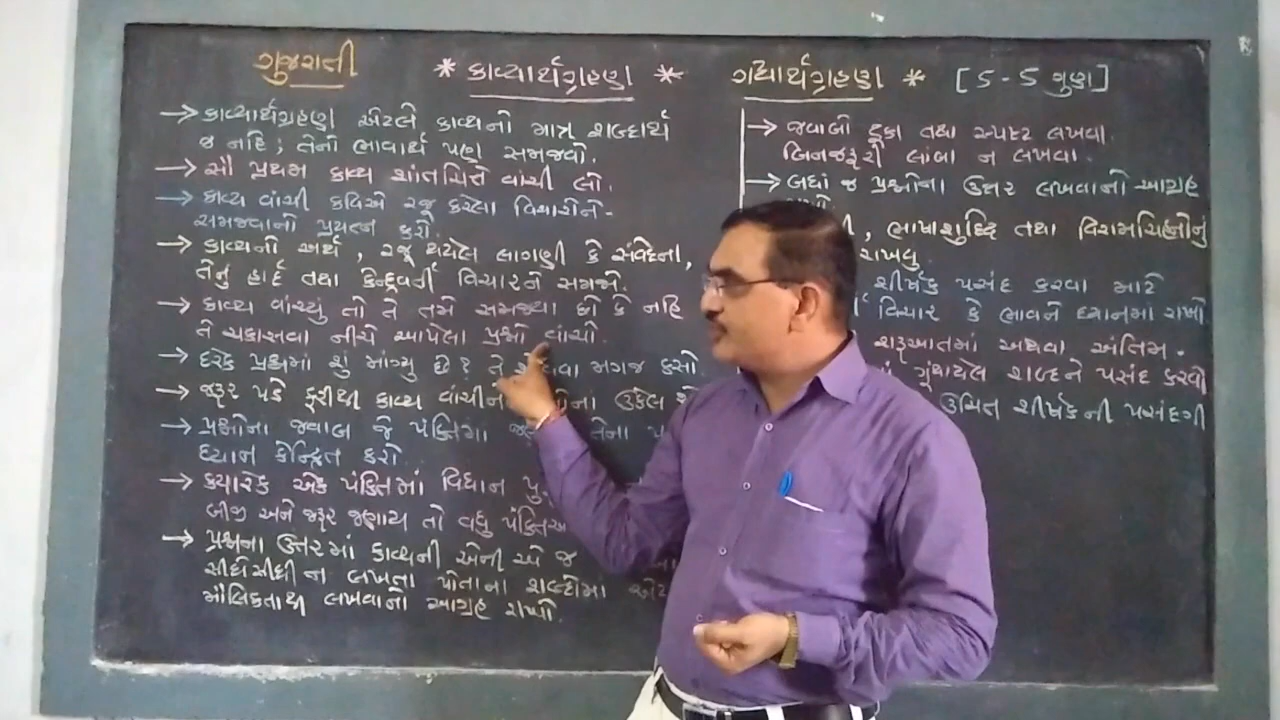 ગુજરાતી
* કાવ્યાર્થગ્રહણ *
→ કાવ્યાર્થગ્રહણ એટલે કાવ્યનો માત્ર શબ્દાર્થ
જ નહિ; તેનો ભાવાર્થ પણ સમજવો.
→ સૌ પ્રથમ કાવ્ય શાંતચિત્તે વાંચી લો.
→ કાવ્ય વાંચી કવિએ રજૂ કરેલા વિચારોને-
સમજવાનો પ્રયત્ન કરો.
→ કાવ્યનો અર્થ, રજૂ થયેલ લાગણી કે સંવેદના,
તેનું હાર્દ તથા કેન્દ્રવર્તી વિચારને સમજો.
→ કાવ્ય વાંચ્યું તો તે તમે સમજ્યા છો કે નહિ
તે ચકાસવા નીચે આપેલા પ્રશ્નો વાંચો.
→ દરેક પ્રશ્નમાં શું માંગ્યુ છે? તે મગજ કસો
→ જરૂર પડે ફરીથી કાવ્ય વાંચીને ઉકેલ
→ પ્રશ્નોના જવાબ જે પંક્તિમાં તેના
ધ્યાન કેન્દ્રિત કરો.
→ ક્યારેક એક પંક્તિમાં વિધાન
બીજી અને જરૂર જણાય તો વધુ
→ પ્રશ્નના ઉત્તરમાં કાવ્યની એની એ જ
સીધેસીધી ન લખતા પોતાના શબ્દોમાં
મૌલિકતાથી લખવાનો આગ્રહ રાખો.
ગદ્યાર્થગ્રહણ * [5-5 ગુણ]
→ જવાબો ટૂંકા તથા સ્પષ્ટ લખવા.
બિનજરૂરી લાંબા ન લખવા.
→ બધાં જ પ્રશ્નોના ઉત્તર લખવાનો આગ્રહ
, ભાષાશુદ્ધિ તથા વિરામચિહ્નોનું
રાખવુ.
શીર્ષક પસંદ કરવા માટે
વિચાર કે ભાવને ધ્યાનમાં રાખો
શરૂઆતમાં અથવા અંતિમ.
ગૂંથાયેલ શબ્દને પસંદ કરવો
ઉચિત શીર્ષકની પસંદગી